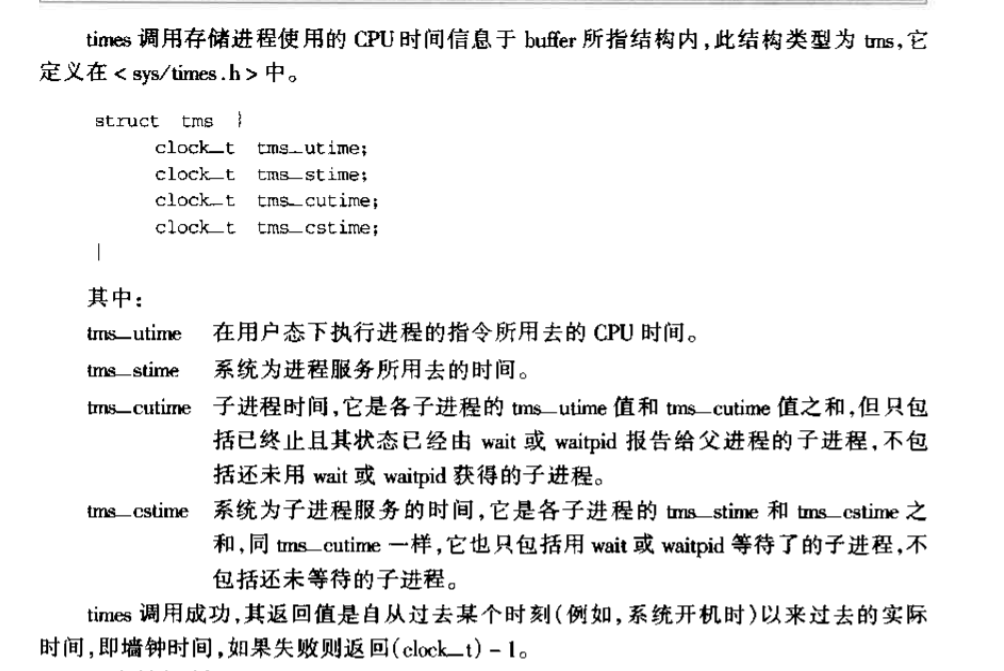 times 调用存储进程使用的 CPU 时间信息于 buffer 所指结构内,此结构类型为 tms,它
定义在 < sys/times.h > 中。
struct tms {
clock_t tms_utime;
clock_t tms_stime;
clock_t tms_cutime;
clock_t tms_cstime;
}
其中:
tms_utime 在用户态下执行进程的指令所用去的 CPU 时间。
tms_stime 系统为进程服务所用去的时间。
tms_cutime 子进程时间,它是各子进程的 tms_utime 值和 tms_cutime 值之和,但只包
括已终止且其状态已经由 wait 或 waitpid 报告给父进程的子进程,不包
括还未用 wait 或 waitpid 获得的子进程。
tms_cstime 系统为子进程服务的时间,它是各子进程的 tms_stime 和 tms_cstime 之
和,同 tms_cutime 一样,它也只包括用 wait 或 waitpid 等待了的子进程,不
包括还未等待的子进程。
times 调用成功,其返回值是自从过去某个时刻(例如,系统开机时)以来过去的实际
时间,即墙钟时间,如果失败则返回(clock_t) - 1。